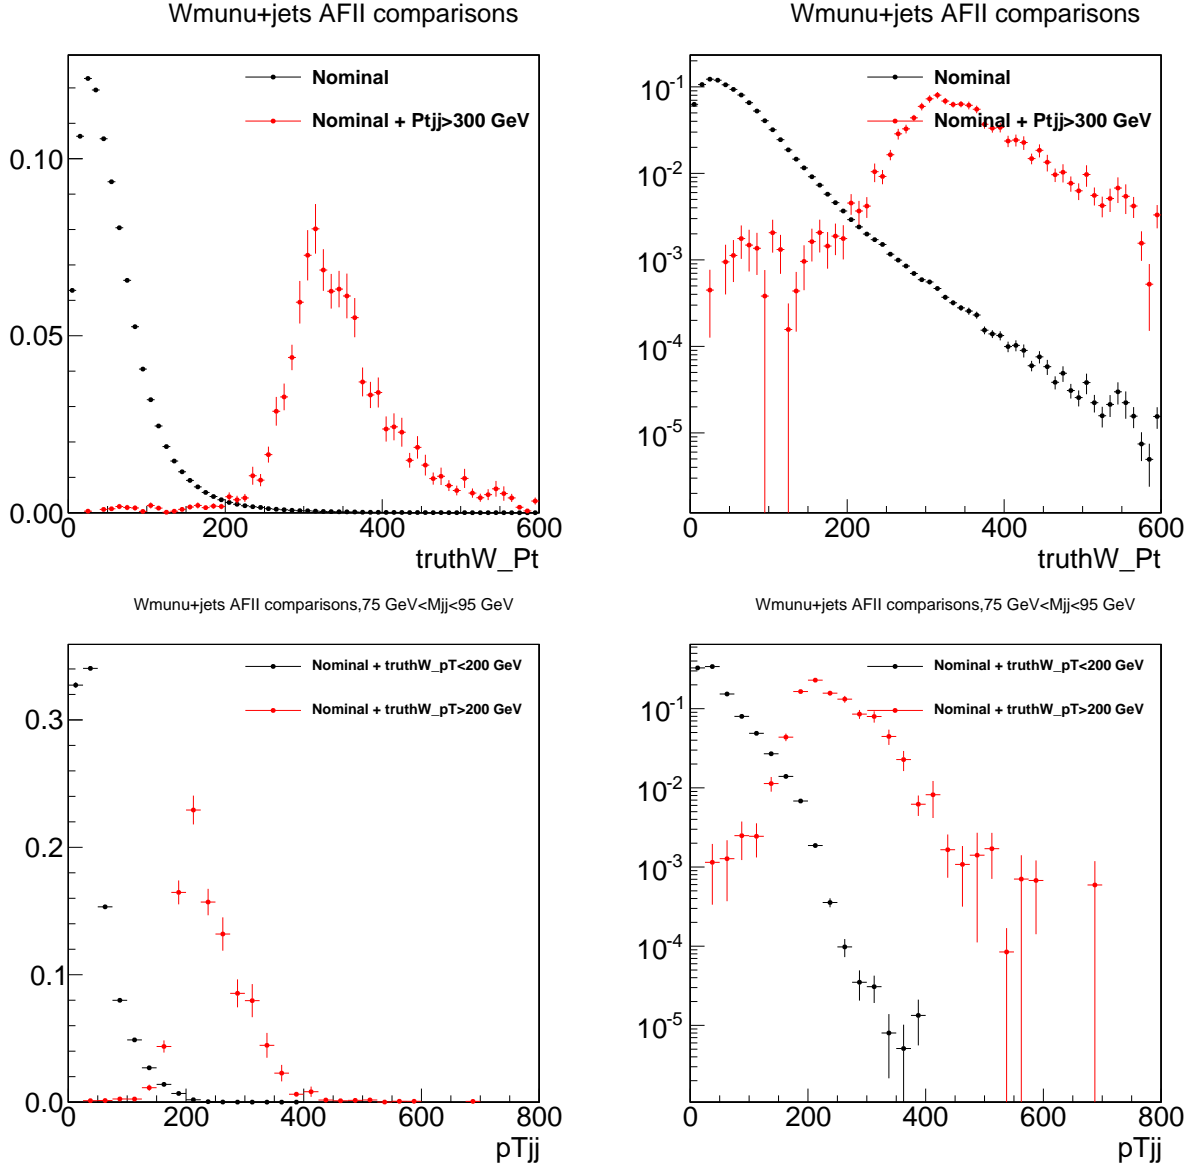 Wmunu+jets AFII comparisons
Nominal
Nominal + Ptjj>300 GeV
0.10
0.05
0.00
0 200 400 600
truthW_Pt
Wmunu+jets AFII comparisons
Nominal
Nominal + Ptjj>300 GeV
10-1
10-2
10-3
10-4
10-5
0 200 400 600
truthW_Pt
Wmunu+jets AFII comparisons,75 GeV<Mjj<95 GeV
Nominal + truthW_pT<200 GeV
Nominal + truthW_pT>200 GeV
0.3
0.2
0.1
0.0
0 200 400 600 800
pTjj
Wmunu+jets AFII comparisons,75 GeV<Mjj<95 GeV
Nominal + truthW_pT<200 GeV
Nominal + truthW_pT>200 GeV
10-1
10-2
10-3
10-4
10-5
0 200 400 600 800
pTjj